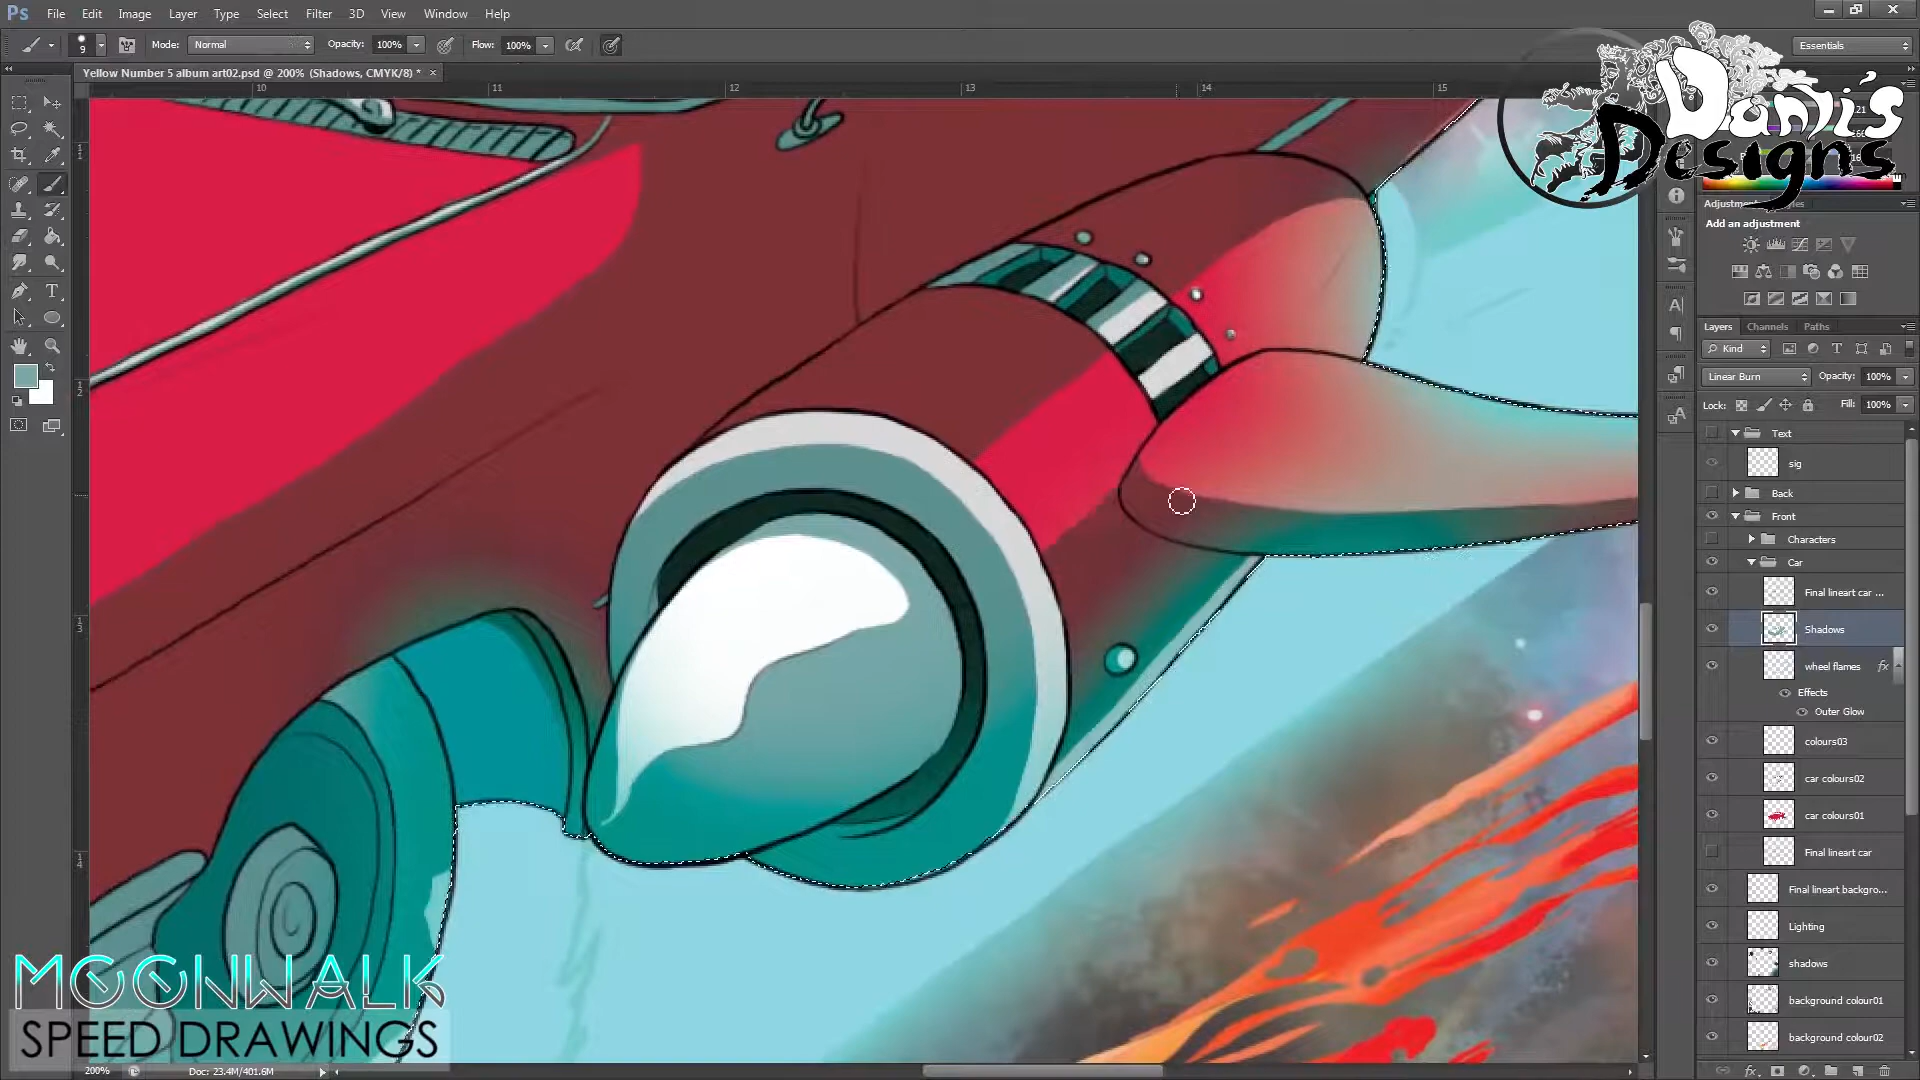 Ps File Edit Image Layer Type Select Filter 3D View Window Help
9 Mode: Normal Opacity: 100% Flow: 100% Essentials
Yellow Number 5 album art02.psd @ 200% (Shadows, CMYK/8) * ×
10 11 12 13 14 15
Dani's
Designs
Add an adjustment
Layers Channels Paths
Kind
Linear Burn Opacity: 100%
Lock: Fill: 100%
Text
sig
Back
Front
Characters
Car
Final lineart car ...
Shadows
wheel flames fx
Effects
Outer Glow
colours03
car colours02
car colours01
Final lineart car
Final lineart backgro...
Lighting
shadows
background colour01
background colour02
MOONWALK
SPEED DRAWINGS
200% Doc: 23.4M/401.6M